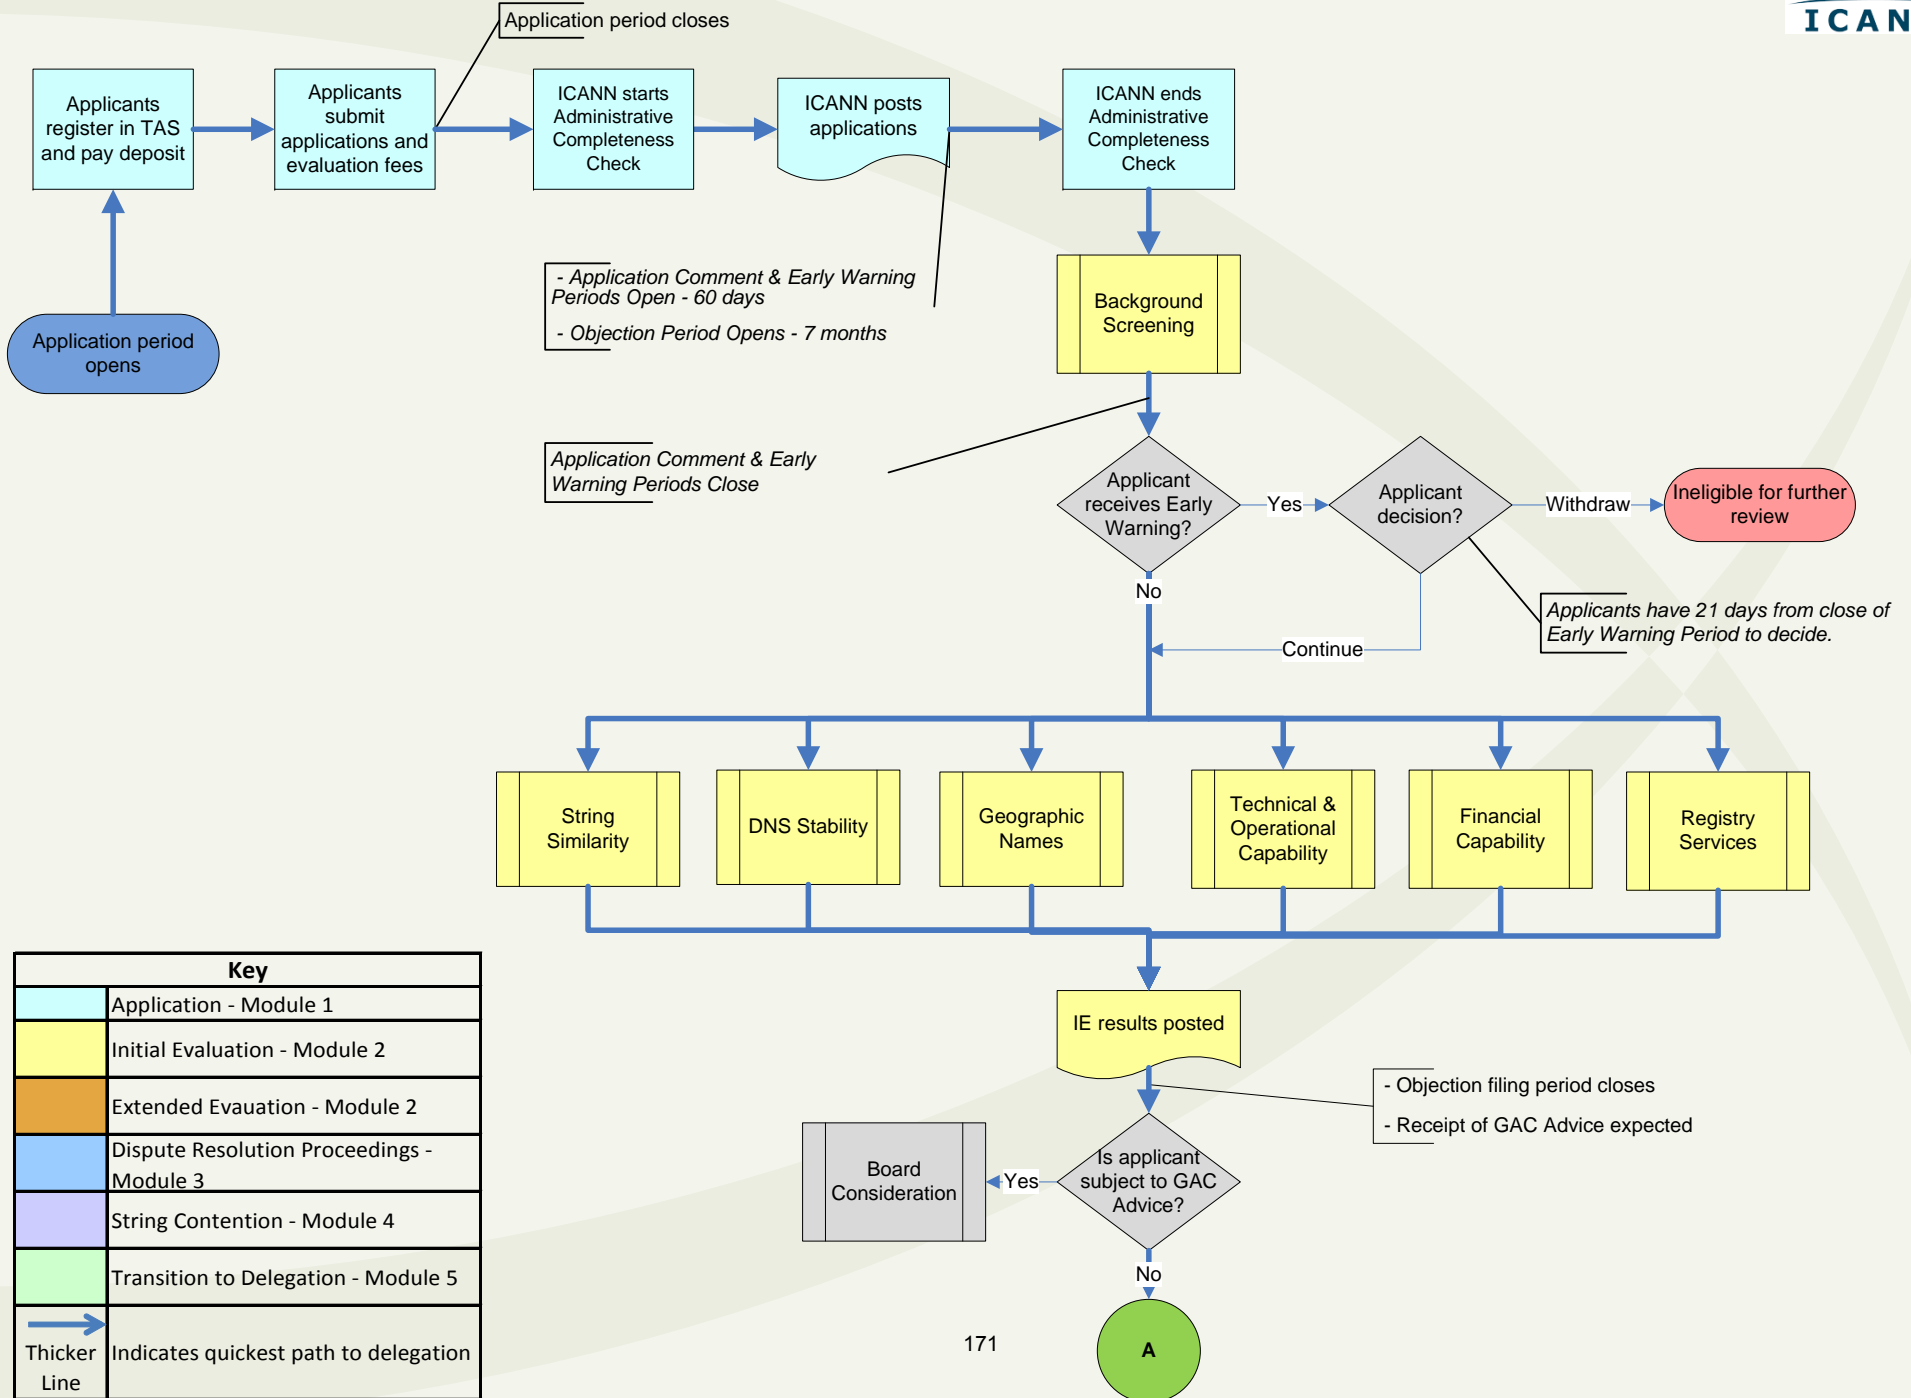 Application period closes
ICAN
Applicants
register in TAS
and pay deposit
Applicants
submit
applications and
evaluation fees
ICANN starts
Administrative
Completeness
Check
ICANN posts
applications
ICANN ends
Administrative
Completeness
Check
- Application Comment & Early Warning
Periods Open - 60 days
- Objection Period Opens - 7 months
Background
Screening
Application period
opens
Application Comment & Early
Warning Periods Close
Applicant
receives Early
Warning?
Yes
Applicant
decision?
Withdraw
Ineligible for further
review
No
Applicants have 21 days from close of
Early Warning Period to decide.
Continue
String
Similarity
DNS Stability
Geographic
Names
Technical &
Operational
Capability
Financial
Capability
Registry
Services
IE results posted
- Objection filing period closes
- Receipt of GAC Advice expected
Board
Consideration
Yes
Is applicant
subject to GAC
Advice?
No
A
Key
Application - Module 1
Initial Evaluation - Module 2
Extended Evauation - Module 2
Dispute Resolution Proceedings -
Module 3
String Contention - Module 4
Transition to Delegation - Module 5
Thicker
Line
Indicates quickest path to delegation
171